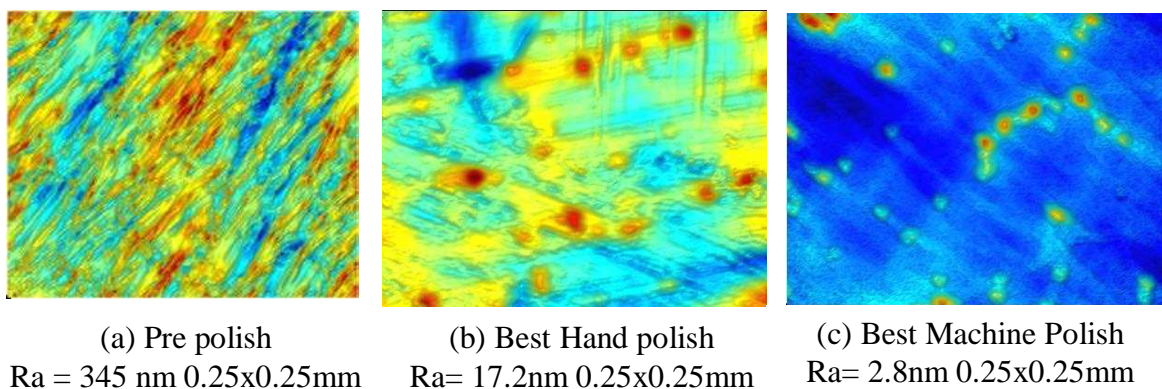 (a) Pre polish
Ra = 345 nm 0.25x0.25mm
(b) Best Hand polish
Ra= 17.2nm 0.25x0.25mm
(c) Best Machine Polish
Ra= 2.8nm 0.25x0.25mm